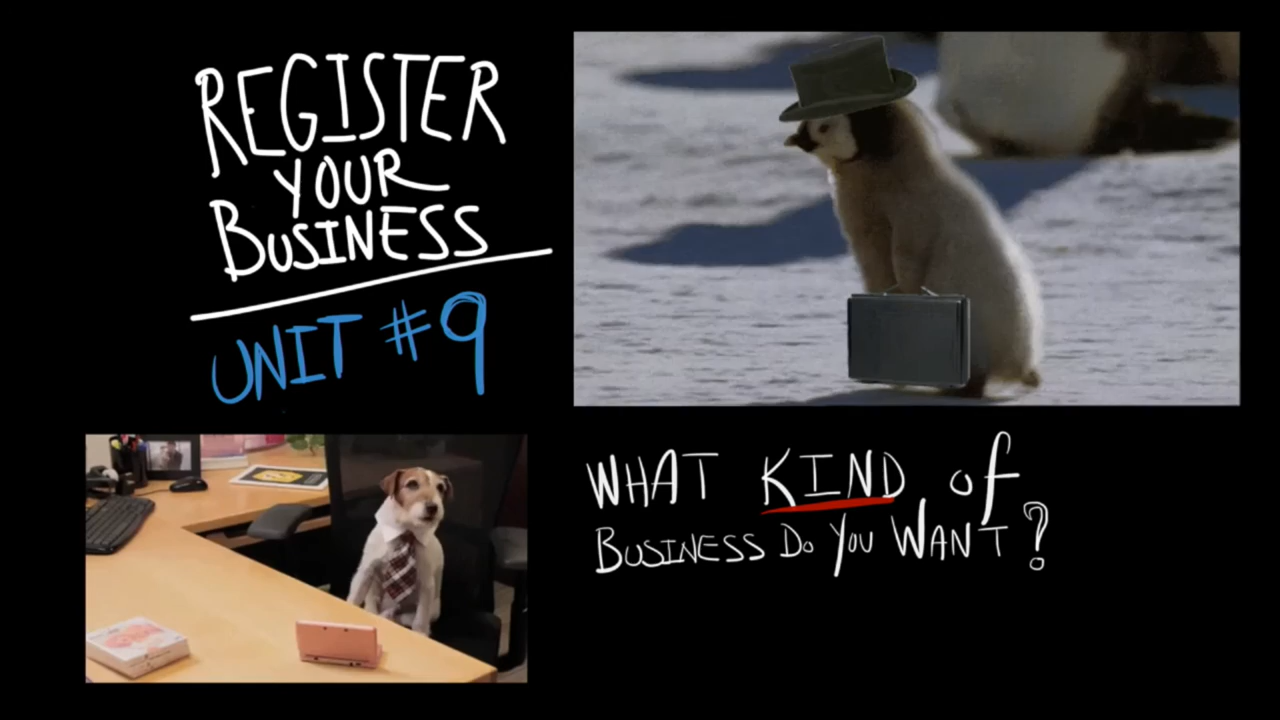 REGISTER
YOUR
BUSINESS
UNIT #9
WHAT KIND of
BUSINESS DO YOU WANT?